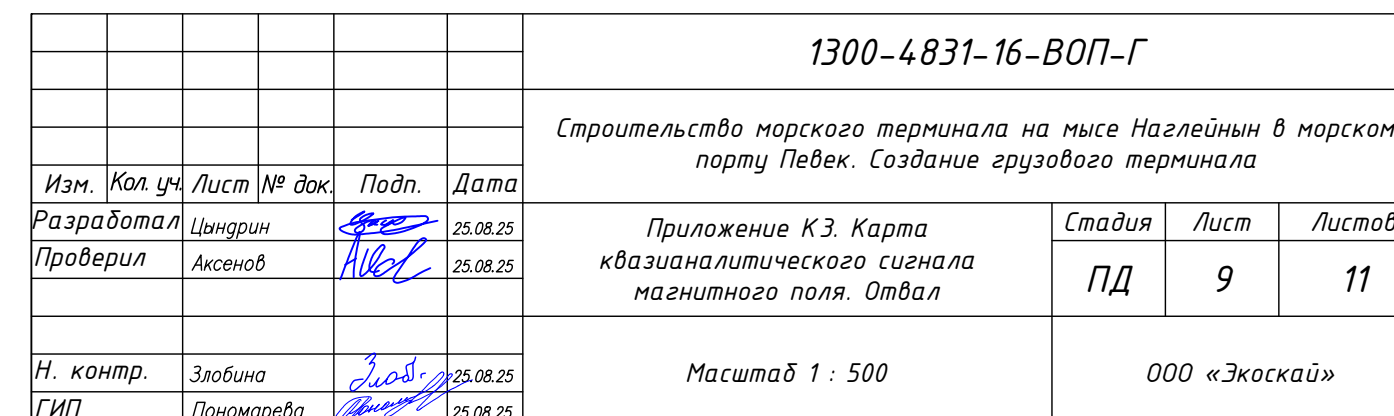 1300-4831-16-ВОП-Г
Строительство морского терминала на мысе Наглейнын в морском
порту Певек. Создание грузового терминала
Изм. Кол. уч. Лист № док. Подп. Дата
Разработал Цындрин 25.08.25
Проверил Аксенов 25.08.25
Приложение К3. Карта
квазианалитического сигнала
магнитного поля. Отвал
Стадия Лист Листов
ПД 9 11
Н. контр. Злобина 25.08.25
ГИП Пономарева 25.08.25
Масштаб 1 : 500
ООО «Экоскай»